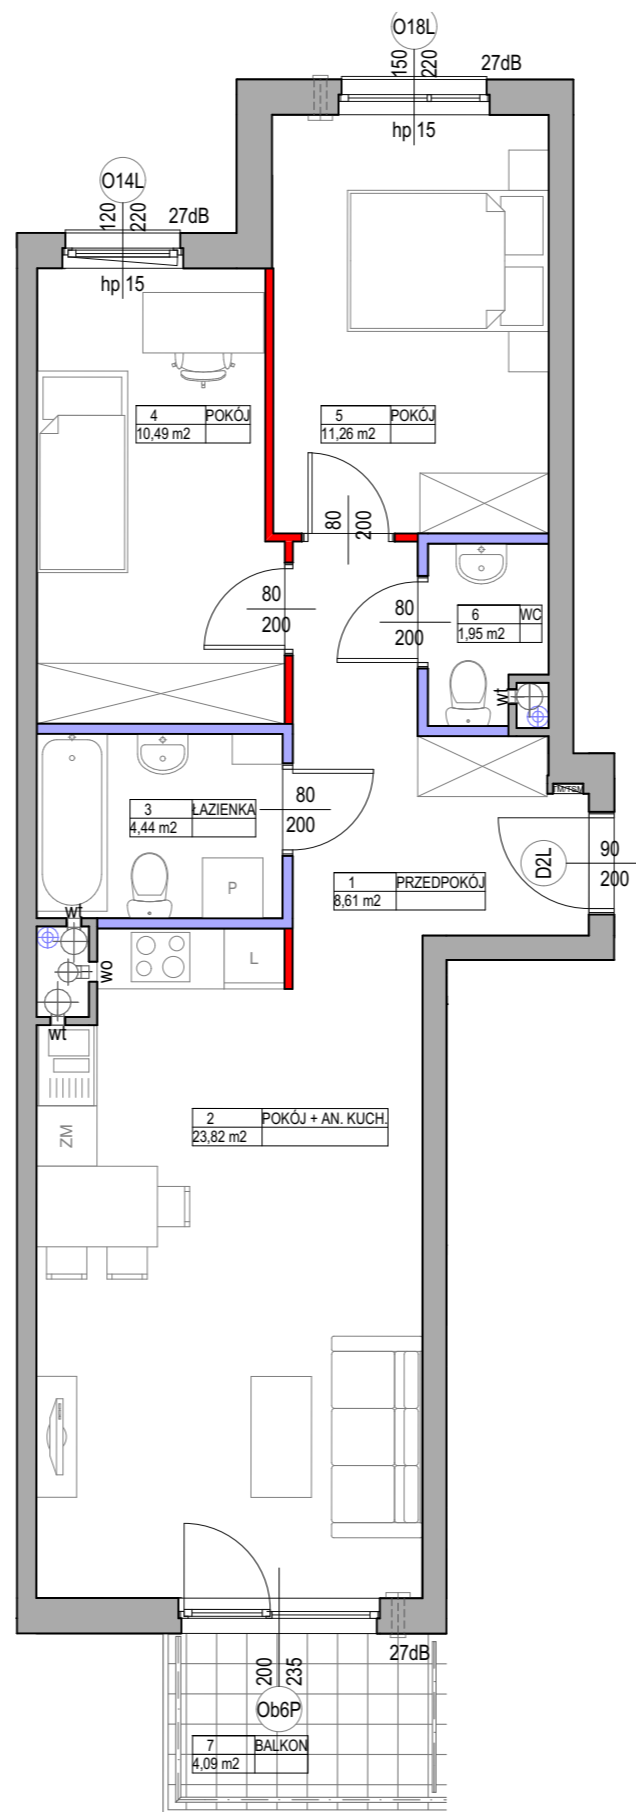 O18L
150
220
27dB
hp 15
O14L
120
220
27dB
hp 15
4 POKÓJ
10,49 m2
5 POKÓJ
11,26 m2
80
200
80
200
80
200
6 WC
1,95 m2
wt
3 ŁAZIENKA
4,44 m2
80
200
P
TM/TSM
D2L
90
200
1 PRZEDPOKÓJ
8,61 m2
wt
wo
L
wt
ZM
2 POKÓJ + AN. KUCH.
23,82 m2
27dB
200
235
Ob6P
7 BALKON
4,09 m2